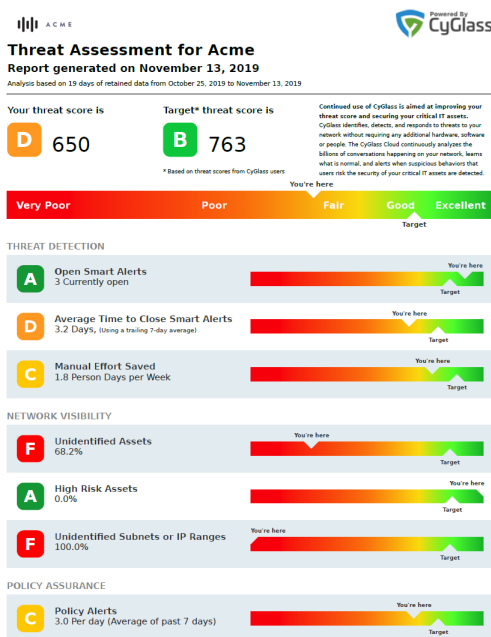 ACME
Powered By
CyGlass
Threat Assessment for Acme
Report generated on November 13, 2019
Analysis based on 19 days of retained data from October 25, 2019 to November 13, 2019
Your threat score is
D 650
Target* threat score is
B 763
* Based on threat scores from CyGlass users
Continued use of CyGlass is aimed at improving your
threat score and securing your critical IT assets.
CyGlass identifies, detects, and responds to threats to your
network without requiring any additional hardware, software
or people. The CyGlass Cloud continuously analyzes the
billions of conversations happening on your network, learns
what is normal, and alerts when suspicious behaviors that
users risk the security of your critical IT assets are detected.
You're here
Very Poor Poor Fair Good Excellent
Target
THREAT DETECTION
A
Open Smart Alerts
3 Currently open
You're here
Target
D
Average Time to Close Smart Alerts
3.2 Days, (Using a trailing 7-day average)
You're here
Target
C
Manual Effort Saved
1.8 Person Days per Week
You're here
Target
NETWORK VISIBILITY
F
Unidentified Assets
68.2%
You're here
Target
A
High Risk Assets
0.0%
You're here
Target
F
Unidentified Subnets or IP Ranges
100.0%
You're here
Target
POLICY ASSURANCE
C
Policy Alerts
3.0 Per day (Average of past 7 days)
You're here
Target